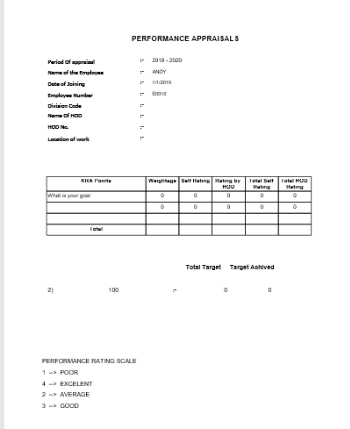 PERFORMANCE APPRAISALS
Period Of appraisal :- 2019 - 2020
Name of the Employee :- ANDY
Date of Joining :- 1/1/2019
Employee Number :- E0010
Division Code :-
Name Of HOD :-
HOD No. :-
Location of work :-
KRA Points Weightage Self Rating Rating by HOD Total Self Rating Total HOD Rating
What is your goal 0 0 0 0 0
0 0 0 0 0
Total
Total Target Target Achived
2) 100 :- 0 0
PERFORMANCE RATING SCALE
1 --> POOR
4 --> EXCELENT
2 --> AVERAGE
3 --> GOOD